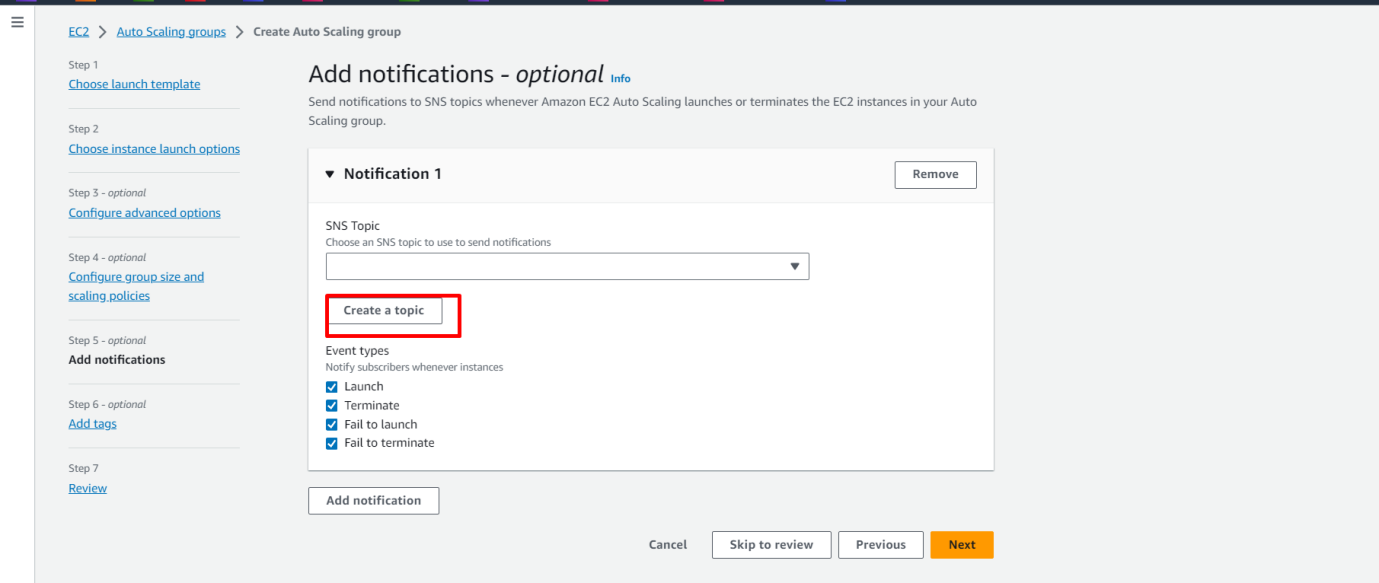 EC2 > Auto Scaling groups > Create Auto Scaling group
Step 1
Choose launch template
Step 2
Choose instance launch options
Step 3 - optional
Configure advanced options
Step 4 - optional
Configure group size and
scaling policies
Step 5 - optional
Add notifications
Step 6 - optional
Add tags
Step 7
Review
Add notifications - optional Info
Send notifications to SNS topics whenever Amazon EC2 Auto Scaling launches or terminates the EC2 instances in your Auto
Scaling group.
Notification 1
Remove
SNS Topic
Choose an SNS topic to use to send notifications
Create a topic
Event types
Notify subscribers whenever instances
Launch
Terminate
Fail to launch
Fail to terminate
Add notification
Cancel
Skip to review
Previous
Next